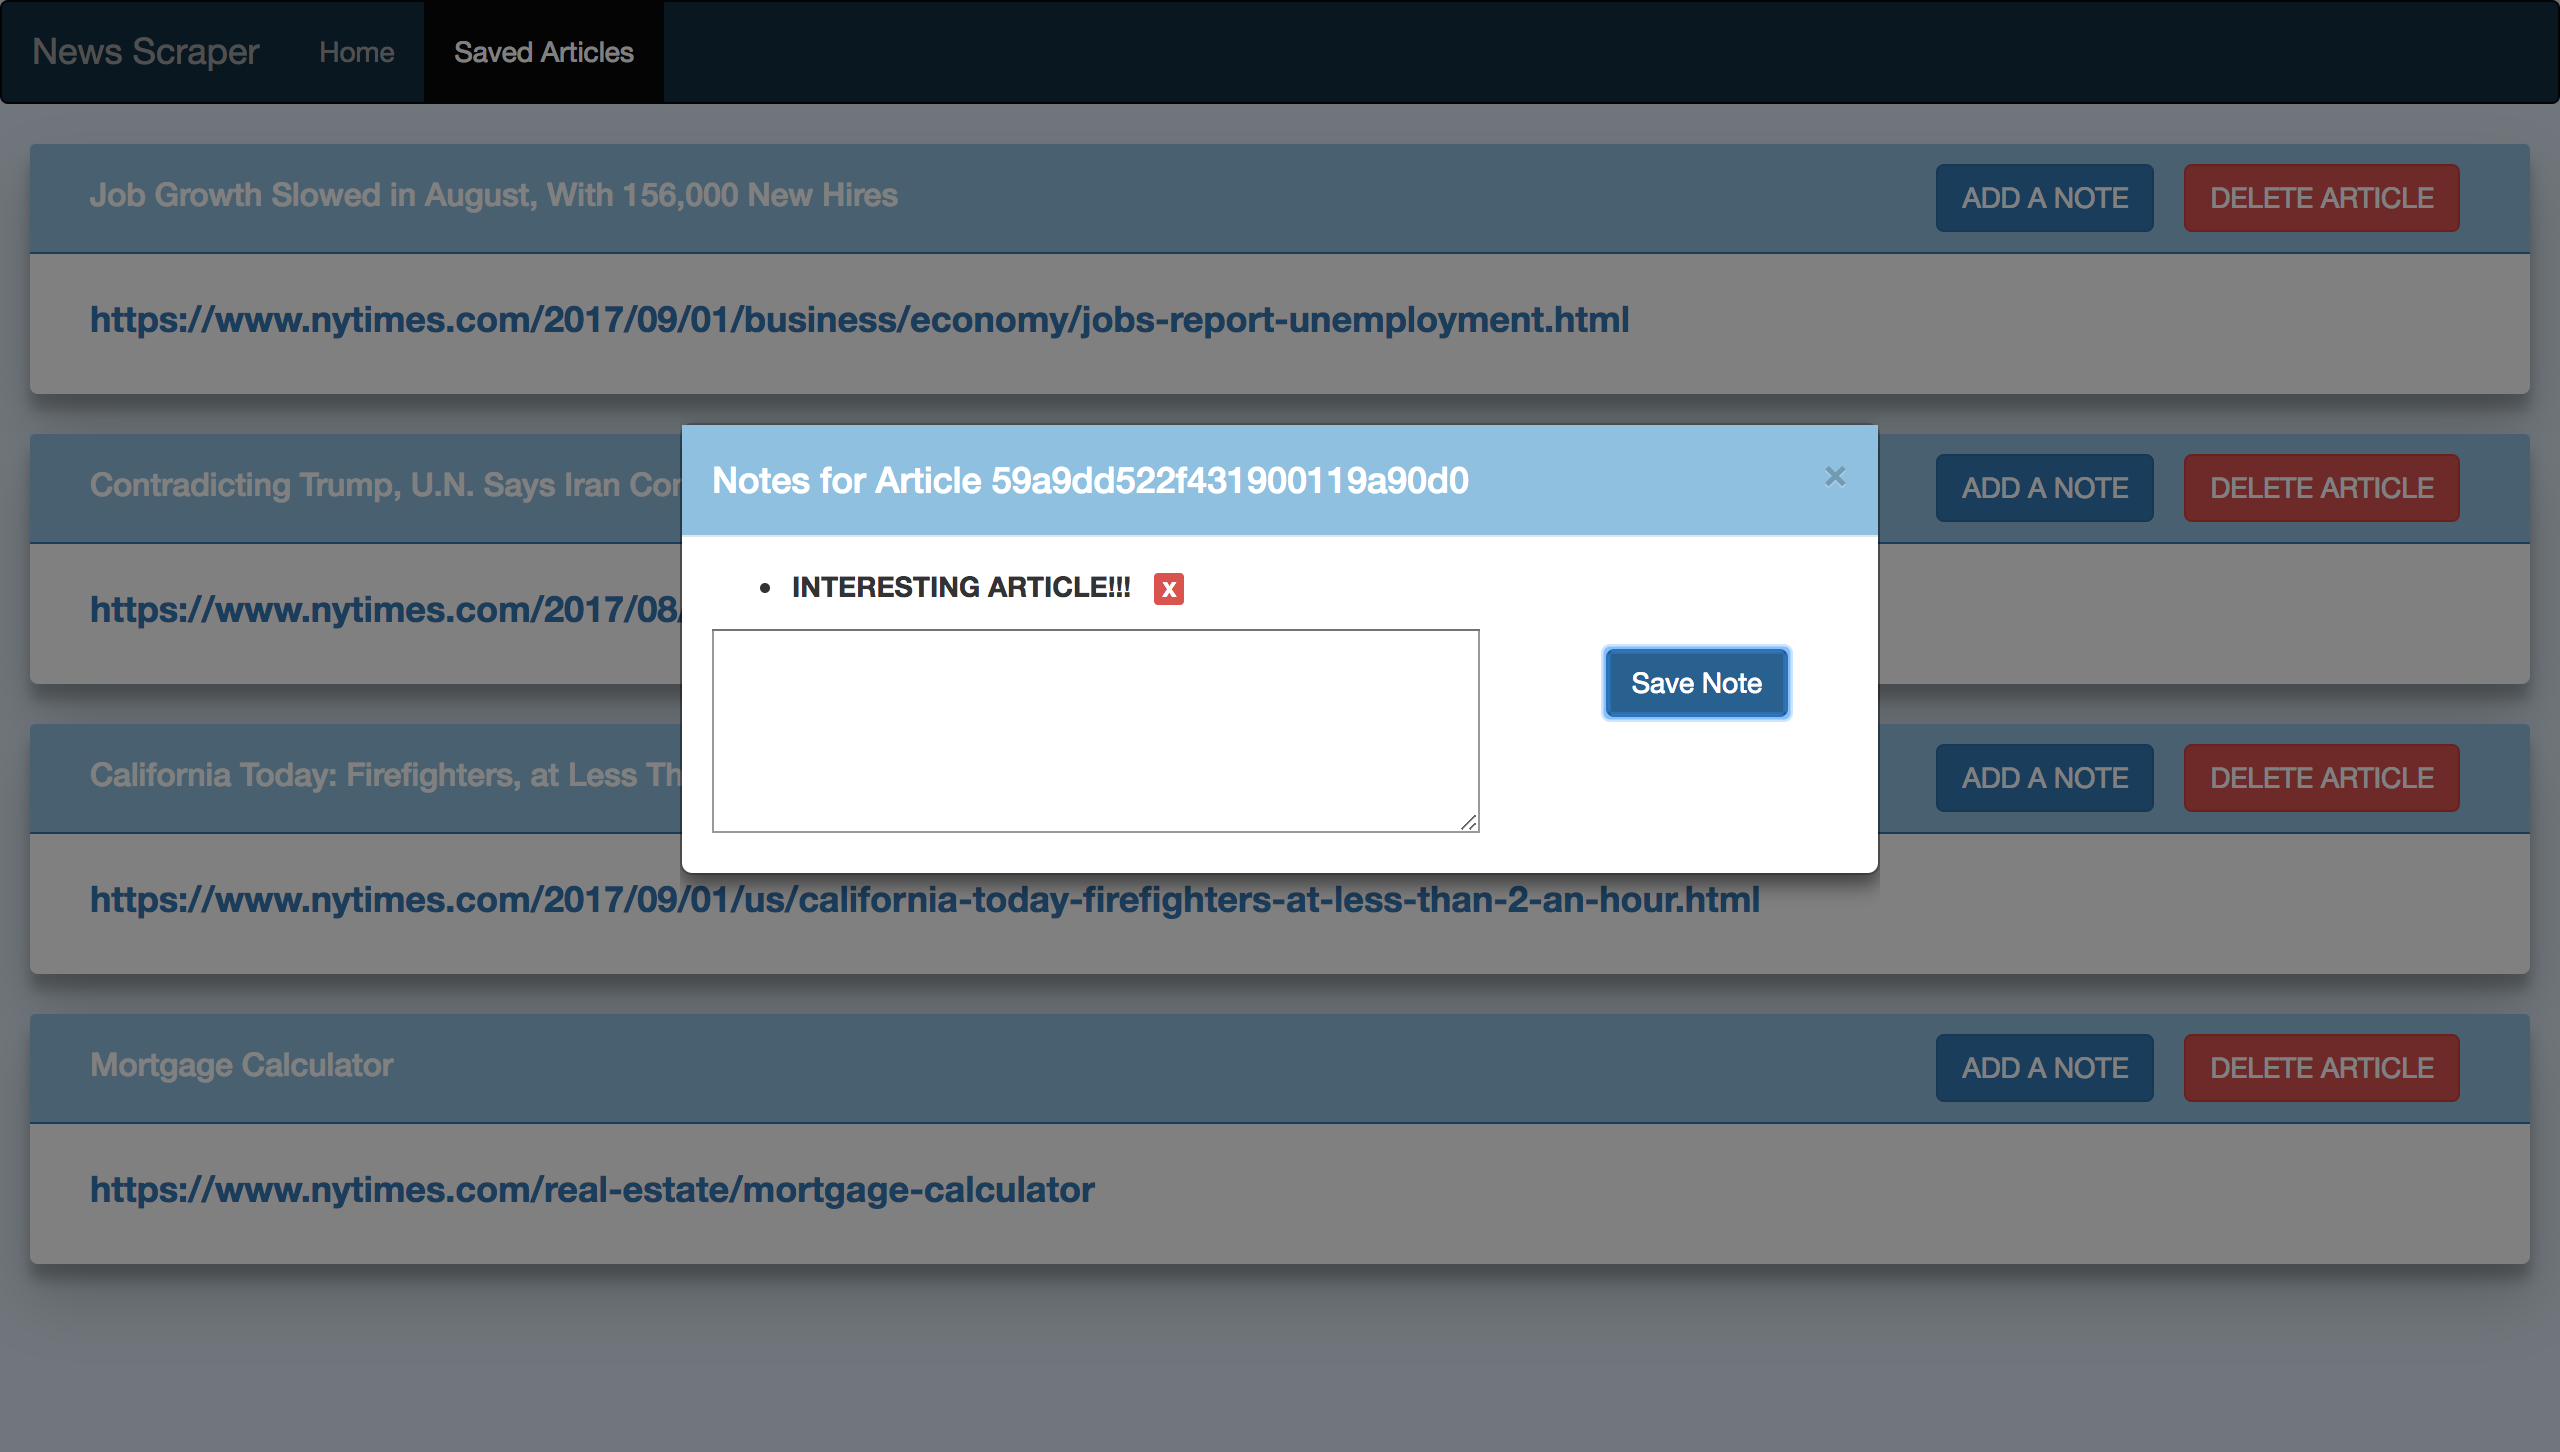 News Scraper Home Saved Articles
Job Growth Slowed in August, With 156,000 New Hires ADD A NOTE DELETE ARTICLE
https://www.nytimes.com/2017/09/01/business/economy/jobs-report-unemployment.html
Contradicting Trump, U.N. Says Iran ADD A NOTE DELETE ARTICLE
https://www.nytimes.com/2017/08/
Notes for Article 59a9dd522f431900119a90d0 ×
• INTERESTING ARTICLE!!! x
Save Note
California Today: Firefighters, at Less ADD A NOTE DELETE ARTICLE
https://www.nytimes.com/2017/09/01/us/california-today-firefighters-at-less-than-2-an-hour.html
Mortgage Calculator ADD A NOTE DELETE ARTICLE
https://www.nytimes.com/real-estate/mortgage-calculator